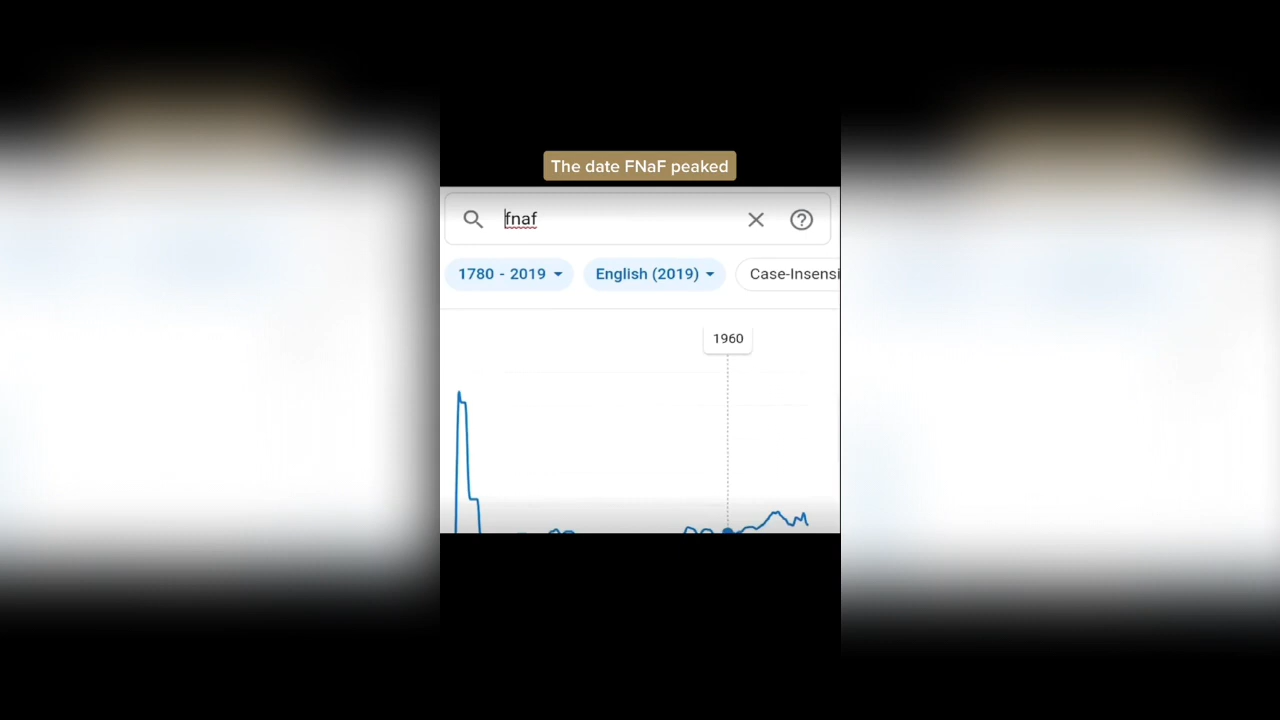 The date FNaF peaked
fnaf
1780 - 2019
English (2019)
Case-Insensi
1960